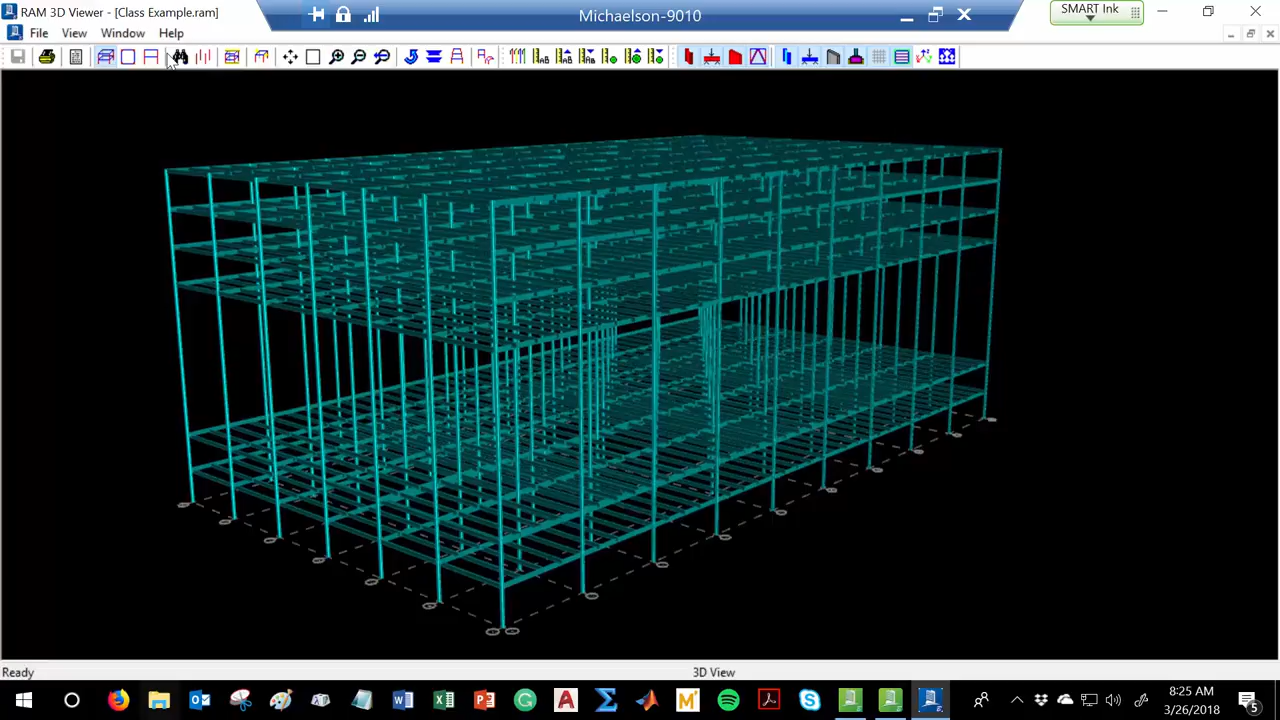 RAM 3D Viewer - [Class Example.ram]
Michaelson-9010
SMART Ink
File View Window Help
Ready
3D View
8:25 AM
3/26/2018
5